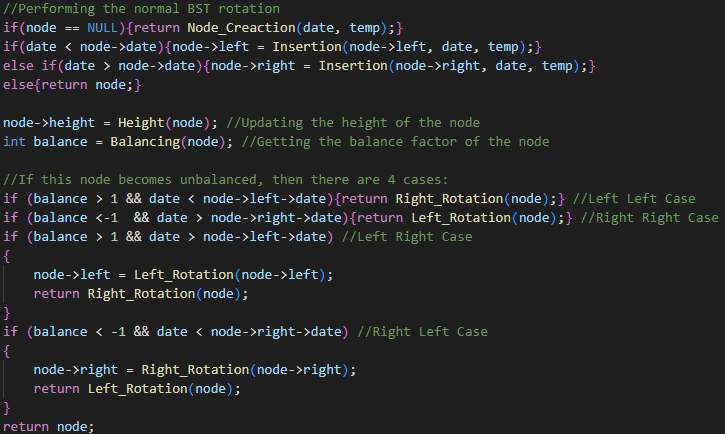 //Performing the normal BST rotation
if(node == NULL){return Node_Creaction(date, temp);}
if(date < node->date){node->left = Insertion(node->left, date, temp);}
else if(date > node->date){node->right = Insertion(node->right, date, temp);}
else{return node;}

node->height = Height(node); //Updating the height of the node
int balance = Balancing(node); //Getting the balance factor of the node

//If this node becomes unbalanced, then there are 4 cases:
if (balance > 1 && date < node->left->date){return Right_Rotation(node);} //Left Left Case
if (balance <-1  && date > node->right->date){return Left_Rotation(node);} //Right Right Case
if (balance > 1 && date > node->left->date) //Left Right Case
{
    node->left = Left_Rotation(node->left);
    return Right_Rotation(node);
}
if (balance < -1 && date < node->right->date) //Right Left Case
{
    node->right = Right_Rotation(node->right);
    return Left_Rotation(node);
}
return node;